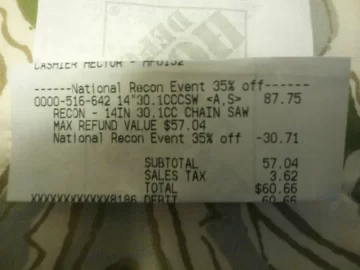 CASHIER HECTOR - MFU152
------National Recon Event 35% off------
0000-516-642 14"30.1CCCSW <A,S> 87.75
RECON - 14IN 30.1CC CHAIN SAW
MAX REFUND VALUE $57.04
National Recon Event 35% off -30.71
SUBTOTAL 57.04
SALES TAX 3.62
TOTAL $60.66
XXXXXXXXXXXX8186 DEBIT 60.66